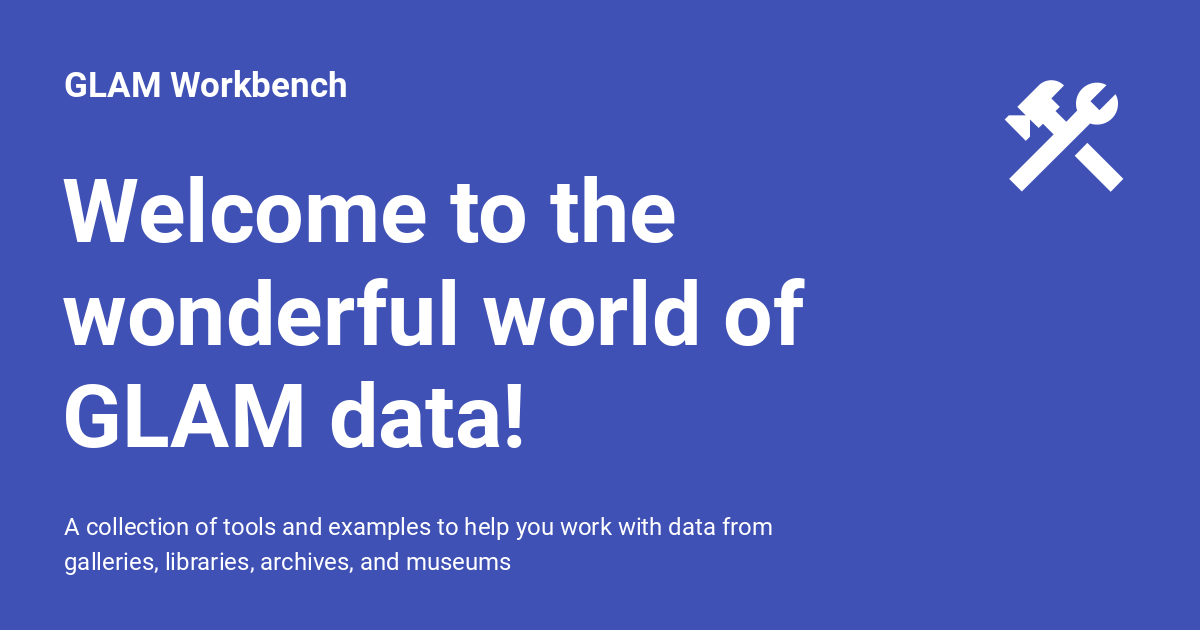 GLAM Workbench
Welcome to the
wonderful world of
GLAM data!
A collection of tools and examples to help you work with data from
galleries, libraries, archives, and museums